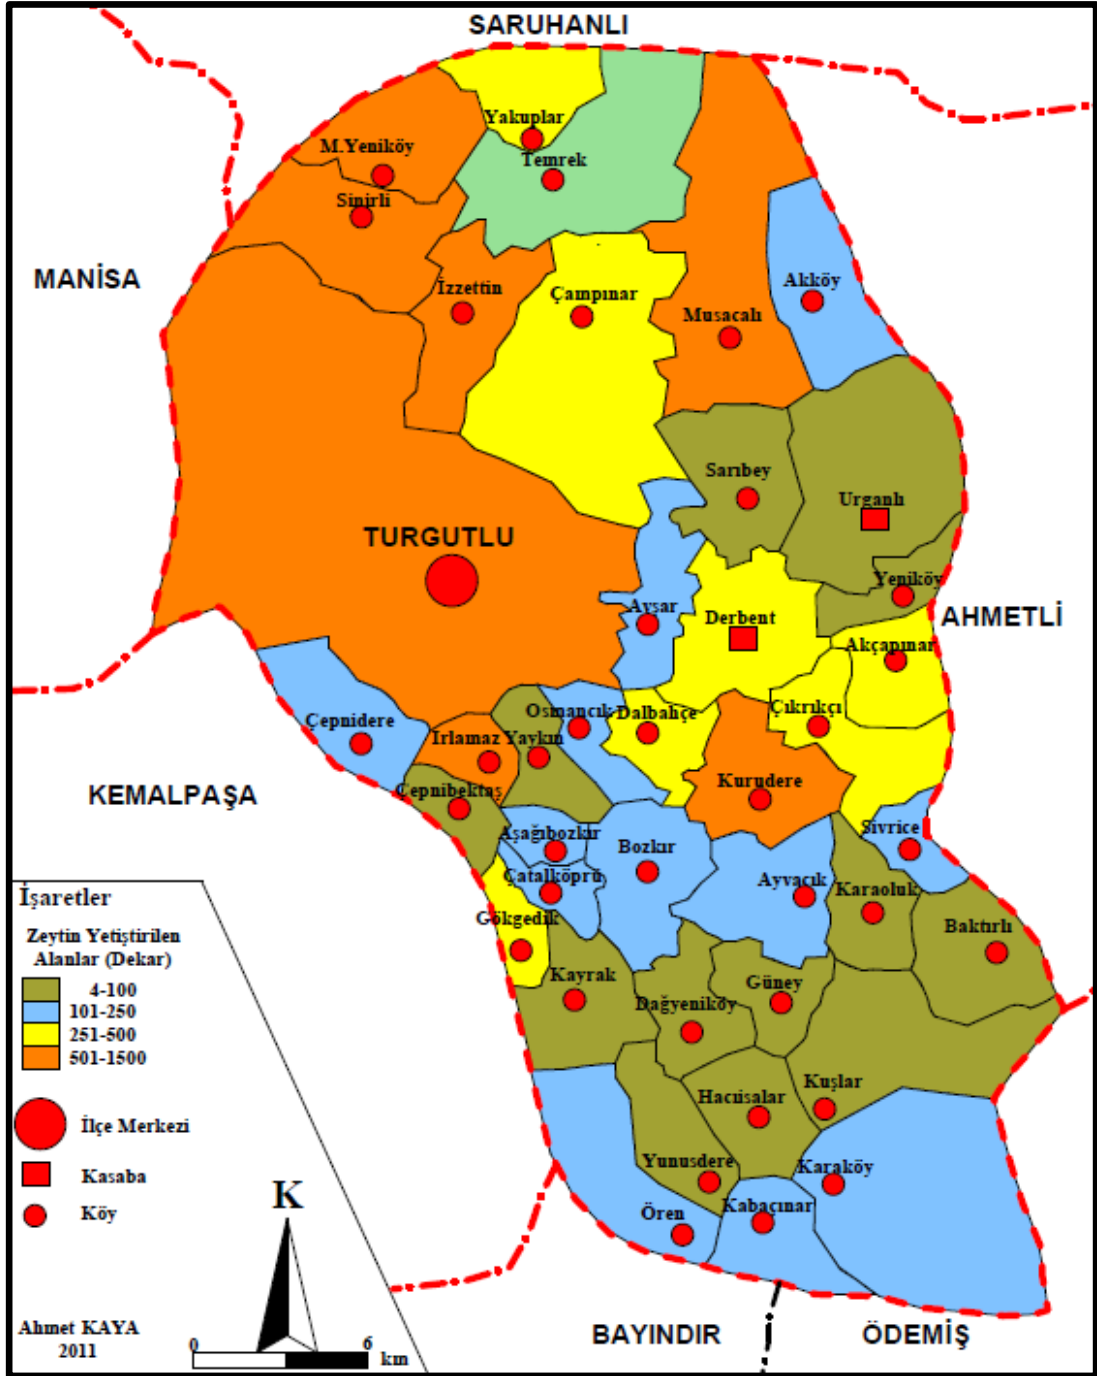 SARUHANLI
Yakuplar
M.Yeniköy
Temrek
Sinirli
MANİSA
İzzettin
Çampınar
Akköy
Musacalı
Sarıbey
Urganlı
TURGUTLU
Yeniköy
Avşar
Derbent
AHMETLİ
Akçapınar
Çepnidere
Osmancık
Dalbahçe
Çıkrıkçı
Irlamaz
Yaykın
KEMALPAŞA
Çepnibektaş
Kurudere
Aşağıbozkır
Bozkır
Sivrice
Çatalköprü
Ayvacık
Karaoluk
Gökgedik
Baktırlı
Kayrak
Dağyeniköy
Güney
Hacıisalar
Kuşlar
Yunusdere
Karaköy
Ören
Kabaçınar
BAYINDIR
ÖDEMİŞ
İşaretler
Zeytin Yetiştirilen
Alanlar (Dekar)
4-100
101-250
251-500
501-1500
İlçe Merkezi
Kasaba
Köy
K
Ahmet KAYA
2011
0 6
km